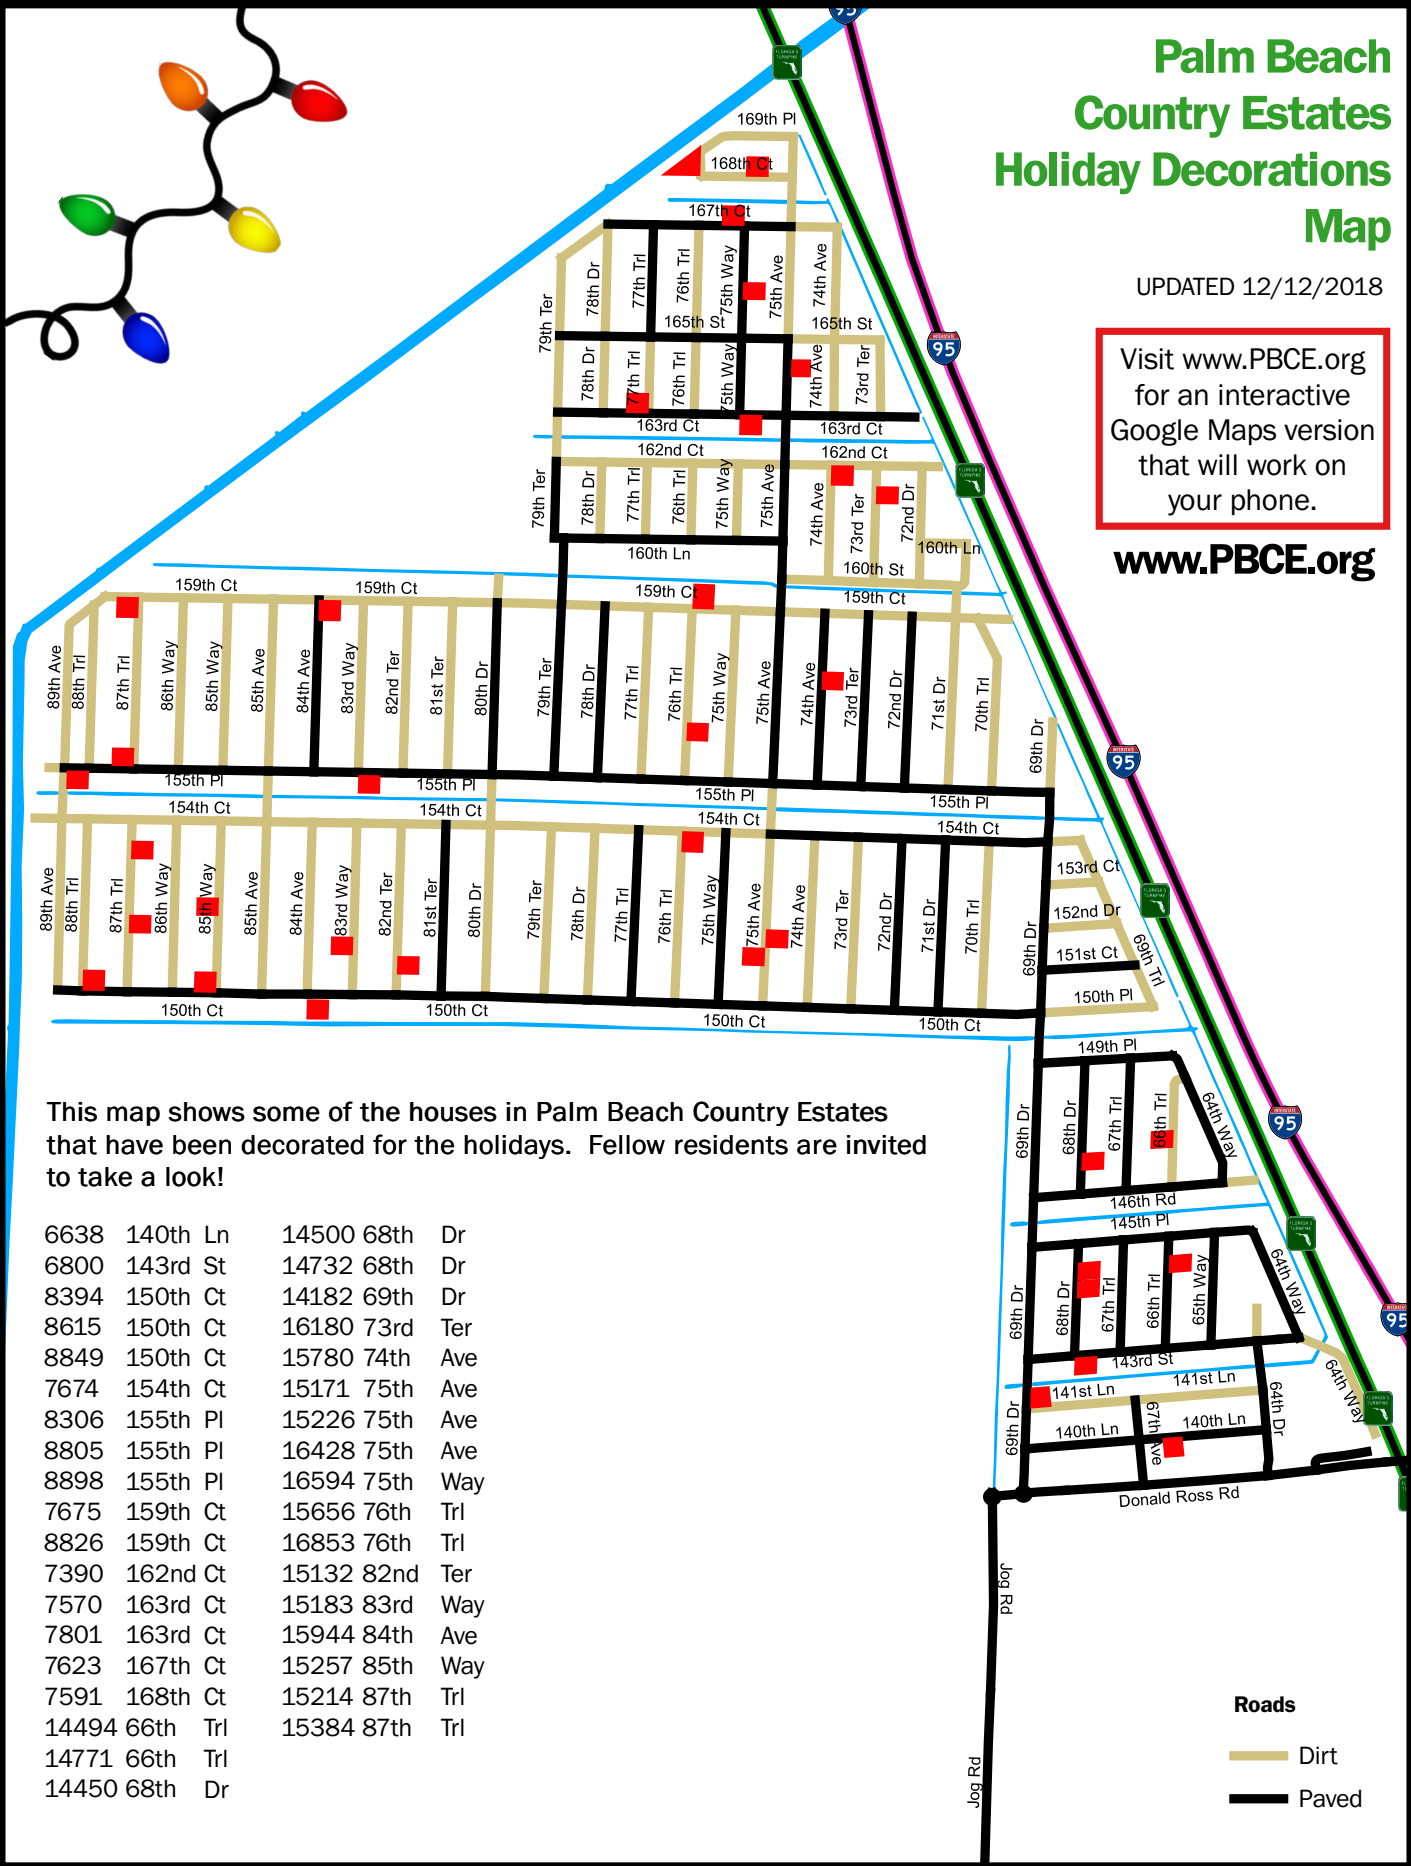 Palm Beach
Country Estates
Holiday Decorations
Map
UPDATED 12/12/2018
Visit www.PBCE.org
for an interactive
Google Maps version
that will work on
your phone.
www.PBCE.org
95
169th Pl
168th Ct
167th Ct
79th Ter
78th Dr
77th Trl
76th Trl
75th Way
75th Ave
74th Ave
165th St
165th St
INTERSTATE
95
78th Dr
77th Trl
76th Trl
75th Way
74th Ave
73rd Ter
163rd Ct
163rd Ct
162nd Ct
162nd Ct
79th Ter
78th Dr
77th Trl
76th Trl
75th Way
75th Ave
74th Ave
73rd Ter
72nd Dr
160th Ln
160th Ln
160th St
159th Ct
159th Ct
159th Ct
159th Ct
89th Ave
88th Trl
87th Trl
86th Way
85th Way
85th Ave
84th Ave
83rd Way
82nd Ter
81st Ter
80th Dr
79th Ter
78th Dr
77th Trl
76th Trl
75th Way
75th Ave
74th Ave
73rd Ter
72nd Dr
71st Dr
70th Trl
69th Dr
INTERSTATE
95
155th Pl
155th Pl
155th Pl
155th Pl
154th Ct
154th Ct
154th Ct
154th Ct
89th Ave
88th Trl
87th Trl
86th Way
85th Way
85th Ave
84th Ave
83rd Way
82nd Ter
81st Ter
80th Dr
79th Ter
78th Dr
77th Trl
76th Trl
75th Way
75th Ave
74th Ave
73rd Ter
72nd Dr
71st Dr
70th Trl
69th Dr
153rd Ct
152nd Dr
151st Ct
150th Pl
69th Trl
150th Ct
150th Ct
150th Ct
150th Ct
149th Pl
69th Dr
68th Dr
67th Trl
66th Trl
64th Way
INTERSTATE
95
146th Rd
145th Pl
69th Dr
68th Dr
67th Trl
66th Trl
65th Way
64th Way
95
143rd St
141st Ln
141st Ln
64th Way
69th Dr
140th Ln
67th Ave
140th Ln
64th Dr
Donald Ross Rd
Jog Rd
Jog Rd
This map shows some of the houses in Palm Beach Country Estates
that have been decorated for the holidays. Fellow residents are invited
to take a look!
6638 140th Ln
6800 143rd St
8394 150th Ct
8615 150th Ct
8849 150th Ct
7674 154th Ct
8306 155th Pl
8805 155th Pl
8898 155th Pl
7675 159th Ct
8826 159th Ct
7390 162nd Ct
7570 163rd Ct
7801 163rd Ct
7623 167th Ct
7591 168th Ct
14494 66th Trl
14771 66th Trl
14450 68th Dr
14500 68th Dr
14732 68th Dr
14182 69th Dr
16180 73rd Ter
15780 74th Ave
15171 75th Ave
15226 75th Ave
16428 75th Ave
16594 75th Way
15656 76th Trl
16853 76th Trl
15132 82nd Ter
15183 83rd Way
15944 84th Ave
15257 85th Way
15214 87th Trl
15384 87th Trl
Roads
Dirt
Paved